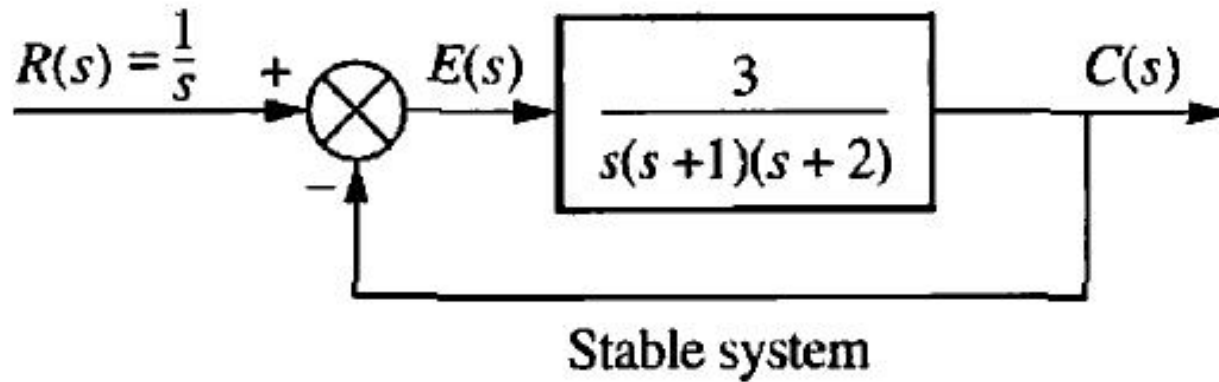 R(s) = 1/s
+
E(s)
3
s(s +1)(s + 2)
C(s)
−
Stable system